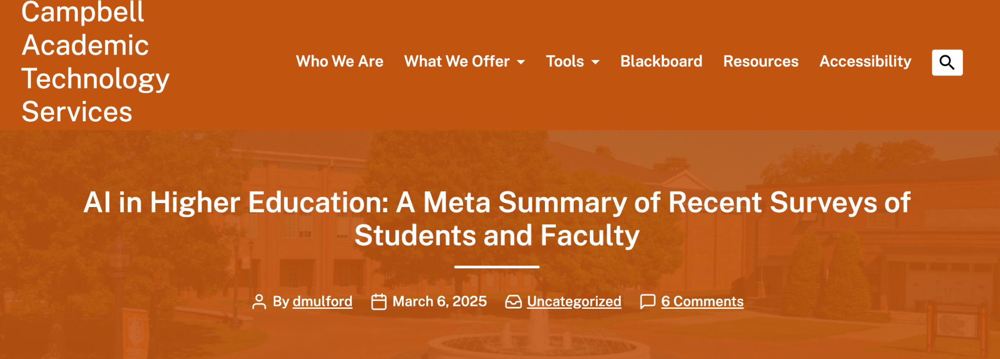 Campbell
Academic
Technology
Services
Who We Are
What We Offer
Tools
Blackboard
Resources
Accessibility
AI in Higher Education: A Meta Summary of Recent Surveys of
Students and Faculty
By dmulford
March 6, 2025
Uncategorized
6 Comments